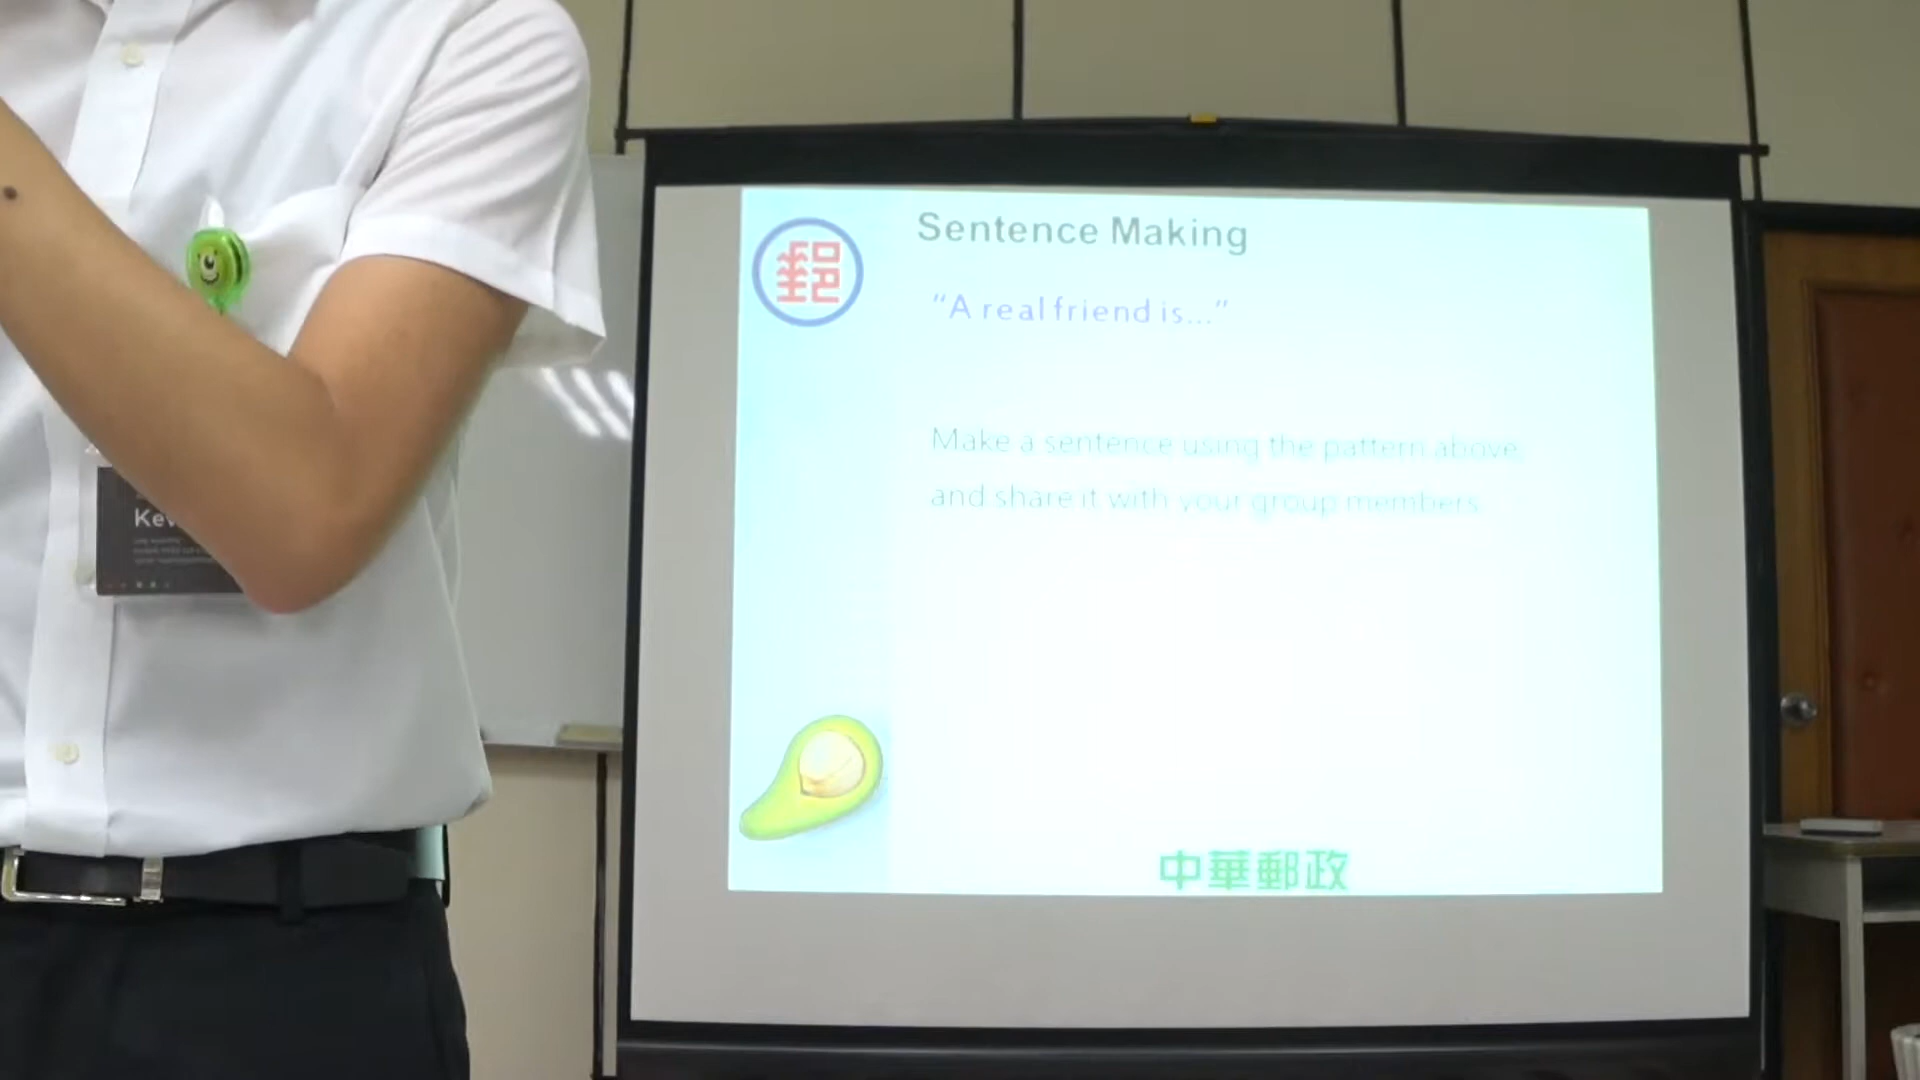 郵
Sentence Making
“A real friend is...”
Make a sentence using the pattern above,
and share it with your group members.
中華郵政
Kev